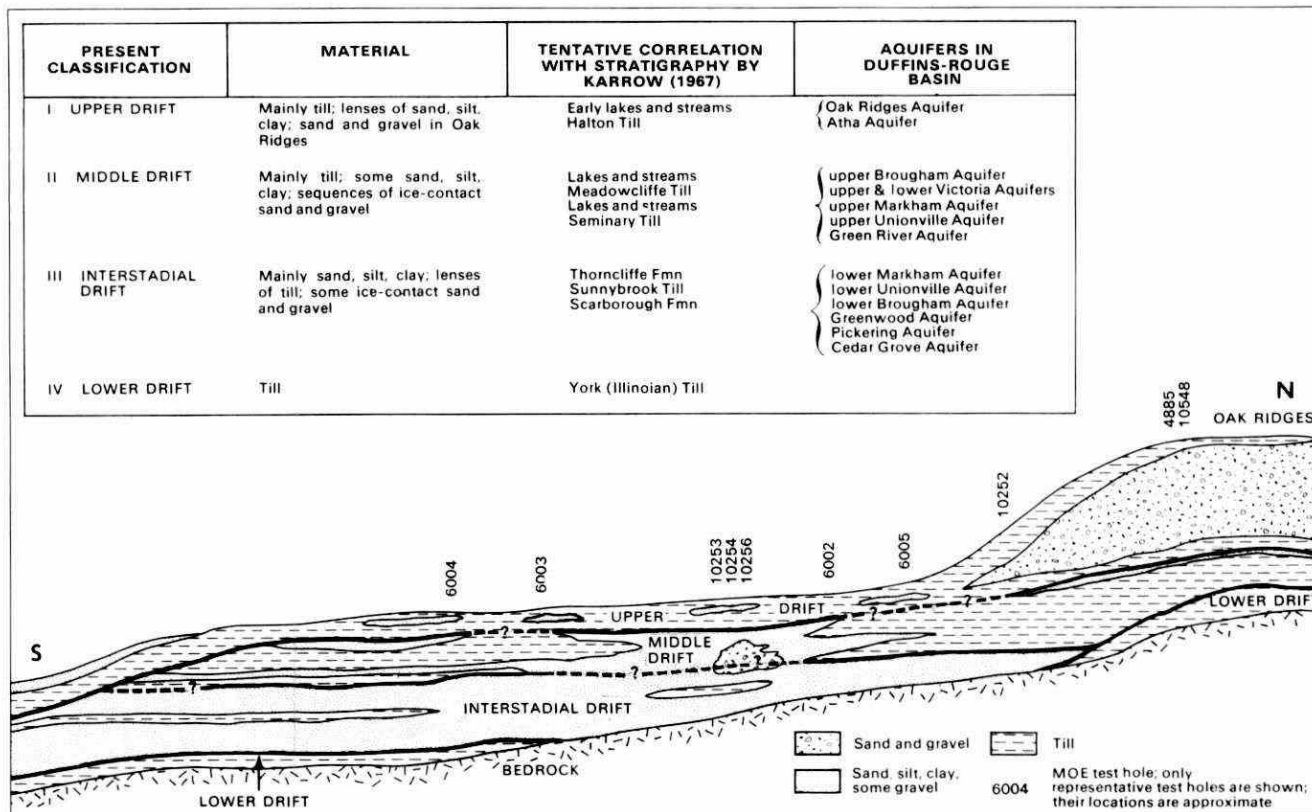 PRESENT CLASSIFICATION
MATERIAL
TENTATIVE CORRELATION WITH STRATIGRAPHY BY KARROW (1967)
AQUIFERS IN DUFFINS-ROUGE BASIN
I UPPER DRIFT
Mainly till; lenses of sand, silt,
clay; sand and gravel in Oak
Ridges
Early lakes and streams
Halton Till
Oak Ridges Aquifer
Atha Aquifer
II MIDDLE DRIFT
Mainly till; some sand, silt,
clay; sequences of ice-contact
sand and gravel
Lakes and streams
Meadowcliffe Till
Lakes and streams
Seminary Till
upper Brougham Aquifer
upper & lower Victoria Aquifers
upper Markham Aquifer
upper Unionville Aquifer
Green River Aquifer
III INTERSTADIAL
DRIFT
Mainly sand, silt, clay; lenses
of till; some ice-contact sand
and gravel
Thorncliffe Fmn
Sunnybrook Till
Scarborough Fmn
lower Markham Aquifer
lower Unionville Aquifer
lower Brougham Aquifer
Greenwood Aquifer
Pickering Aquifer
Cedar Grove Aquifer
IV LOWER DRIFT
Till
York (Illinoian) Till
4885
10548
N
OAK RIDGES
10252
6004
6003
10253
10254
10256
6002
6005
UPPER DRIFT
?
?
?
LOWER DRIF
S
MIDDLE
DRIFT
?
?
?
INTERSTADIAL DRIFT
BEDROCK
LOWER DRIFT
Sand and gravel
Till
Sand, silt, clay,
some gravel
6004
MOE test hole; only
representative test holes are shown;
their locations are approximate